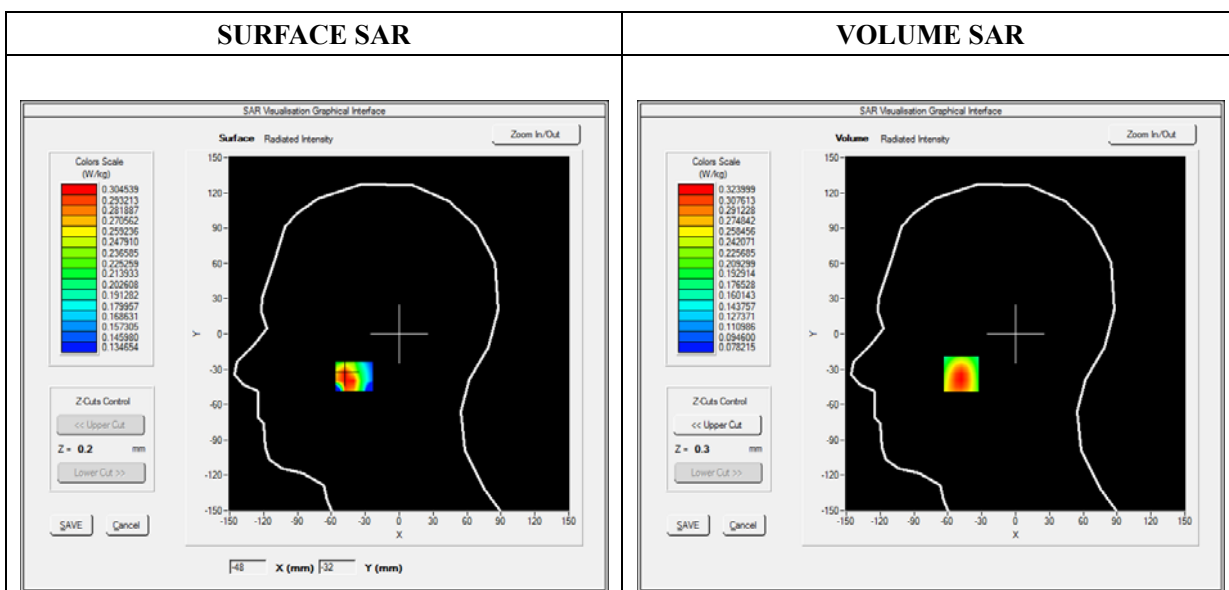 SURFACE SAR
VOLUME SAR
SAR Visualisation Graphical Interface
Surface Radiated Intensity
Zoom In/Out
Colors Scale
(W/kg)
0.304539
0.293213
0.281887
0.270562
0.259236
0.247910
0.236585
0.225259
0.213933
0.202608
0.191282
0.179957
0.168631
0.157305
0.145980
0.134654
Z-Cuts Control
<< Upper Cut
Z = 0.2 mm
Lower Cut >>
SAVE Cancel
150
120
90
60
30
0
-30
-60
-90
-120
-150
Y
-150 -120 -90 -60 -30 0 30 60 90 120 150
X
-48 X (mm) -32 Y (mm)
SAR Visualisation Graphical Interface
Volume Radiated Intensity
Zoom In/Out
Colors Scale
(W/kg)
0.323999
0.307613
0.291228
0.274842
0.258456
0.242071
0.225685
0.209299
0.192914
0.176528
0.160143
0.143757
0.127371
0.110986
0.094600
0.078215
Z-Cuts Control
<< Upper Cut
Z = 0.3 mm
Lower Cut >>
SAVE Cancel
150
120
90
60
30
0
-30
-60
-90
-120
-150
Y
-150 -120 -90 -60 -30 0 30 60 90 120 150
X